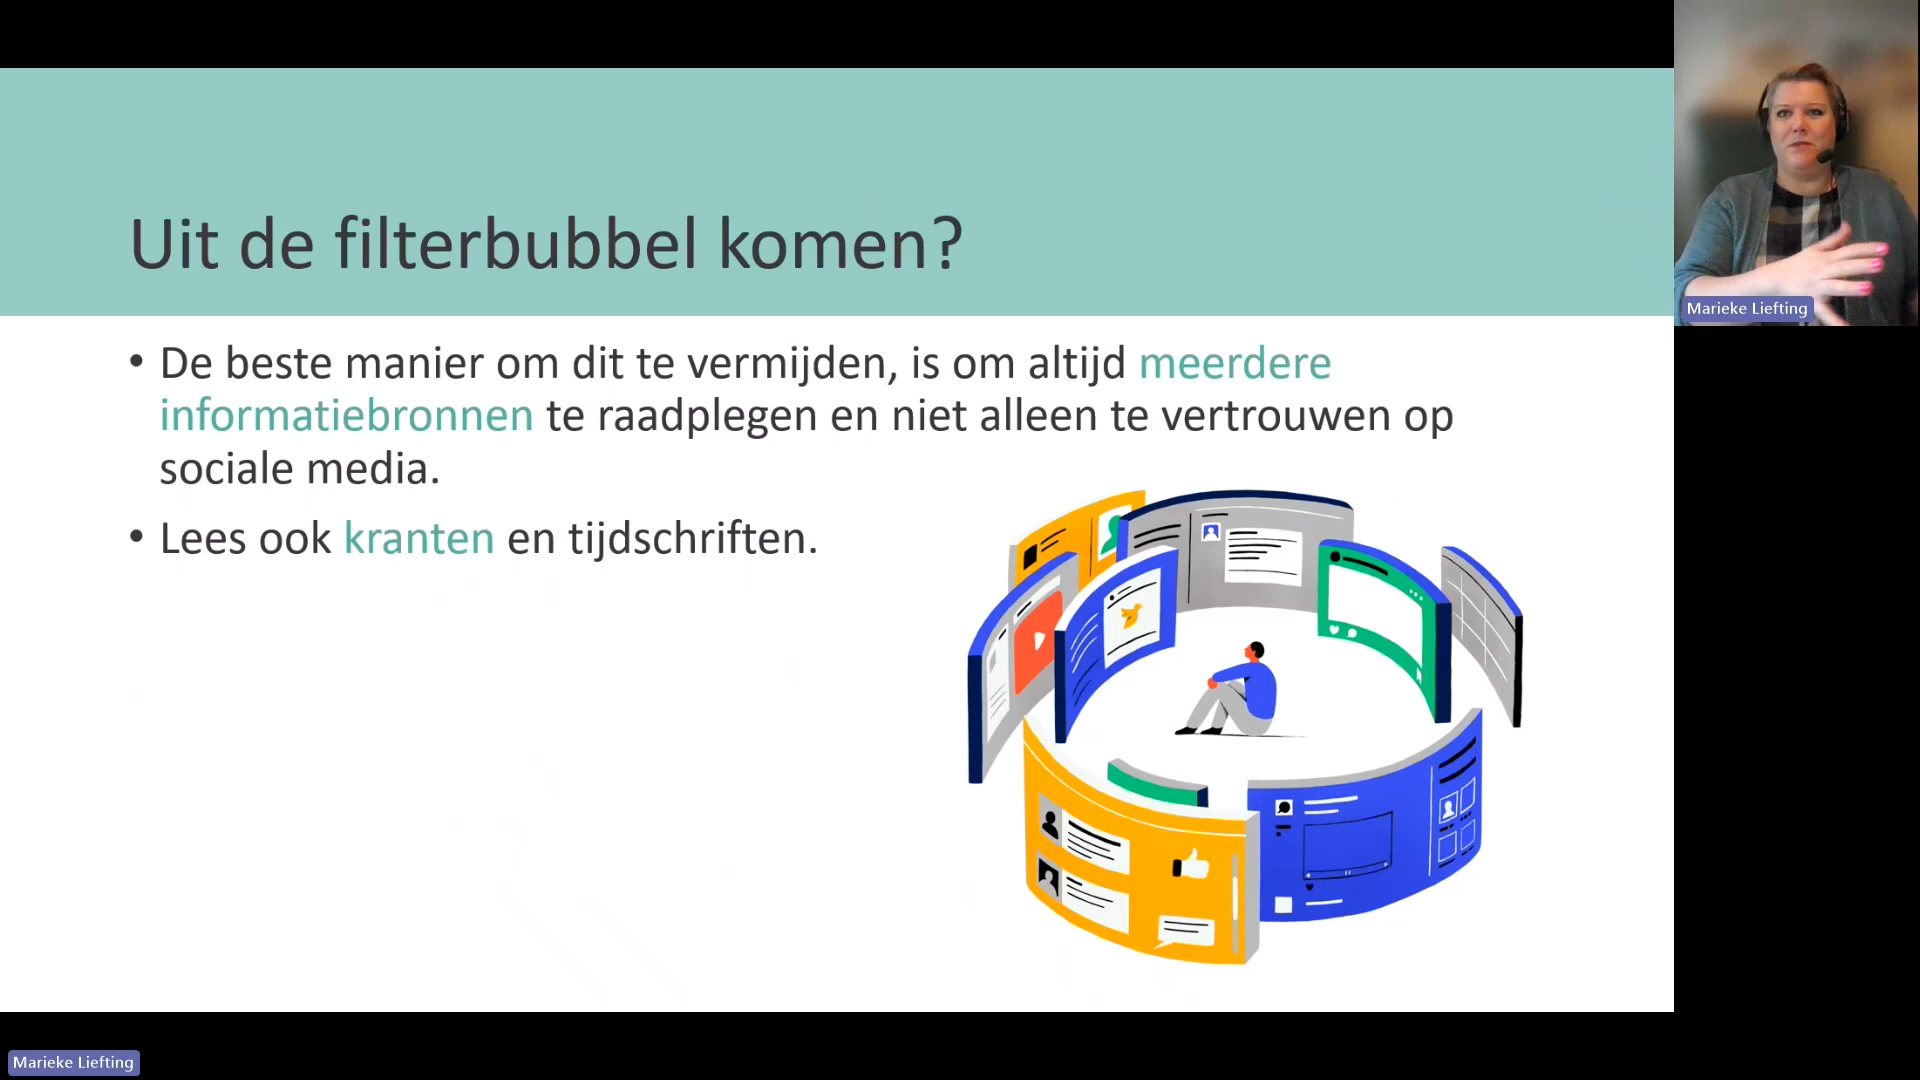 Uit de filterbubbel komen?
• De beste manier om dit te vermijden, is om altijd meerdere
informatiebronnen te raadplegen en niet alleen te vertrouwen op
sociale media.
• Lees ook kranten en tijdschriften.
Marieke Liefting
Marieke Liefting